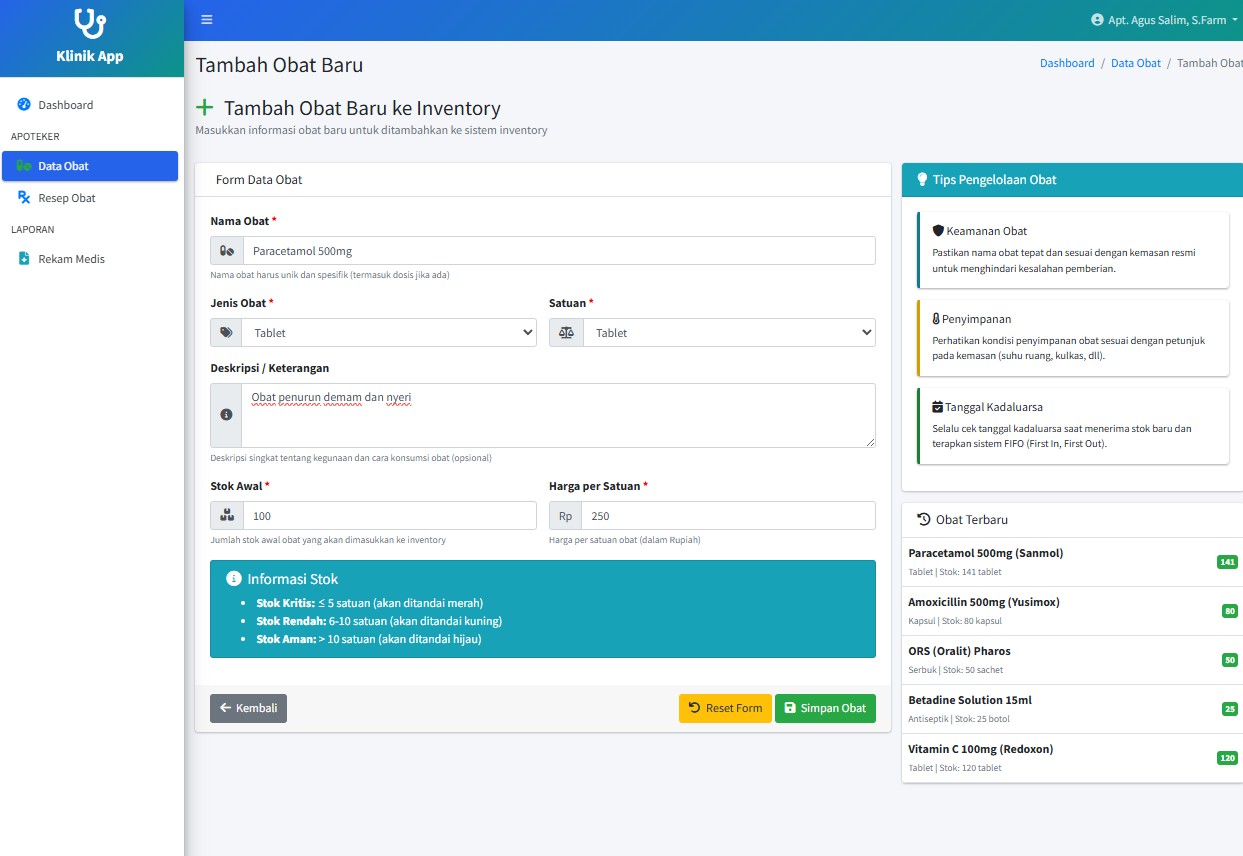 Klinik App
Apt. Agus Salim, S.Farm
Dashboard
APOTEKER
Data Obat
Resep Obat
LAPORAN
Rekam Medis
Tambah Obat Baru
Dashboard / Data Obat / Tambah Obat
Tambah Obat Baru ke Inventory
Masukkan informasi obat baru untuk ditambahkan ke sistem inventory
Form Data Obat
Nama Obat *
Paracetamol 500mg
Nama obat harus unik dan spesifik (termasuk dosis jika ada)
Jenis Obat *
Tablet
Satuan *
Tablet
Deskripsi / Keterangan
Obat penurun demam dan nyeri
Deskripsi singkat tentang kegunaan dan cara konsumsi obat (opsional)
Stok Awal *
100
Jumlah stok awal obat yang akan dimasukkan ke inventory
Harga per Satuan *
Rp 250
Harga per satuan obat (dalam Rupiah)
Informasi Stok
• Stok Kritis: ≤ 5 satuan (akan ditandai merah)
• Stok Rendah: 6-10 satuan (akan ditandai kuning)
• Stok Aman: > 10 satuan (akan ditandai hijau)
Kembali
Reset Form
Simpan Obat
Tips Pengelolaan Obat
Keamanan Obat
Pastikan nama obat tepat dan sesuai dengan kemasan resmi
untuk menghindari kesalahan pemberian.
Penyimpanan
Perhatikan kondisi penyimpanan obat sesuai dengan petunjuk
pada kemasan (suhu ruang, kulkas, dll).
Tanggal Kadaluarsa
Selalu cek tanggal kadaluarsa saat menerima stok baru dan
terapkan sistem FIFO (First In, First Out).
Obat Terbaru
Paracetamol 500mg (Sanmol)
Tablet | Stok: 141 tablet
141
Amoxicillin 500mg (Yusimox)
Kapsul | Stok: 80 kapsul
80
ORS (Oralit) Pharos
Serbuk | Stok: 50 sachet
50
Betadine Solution 15ml
Antiseptik | Stok: 25 botol
25
Vitamin C 100mg (Redoxon)
Tablet | Stok: 120 tablet
120